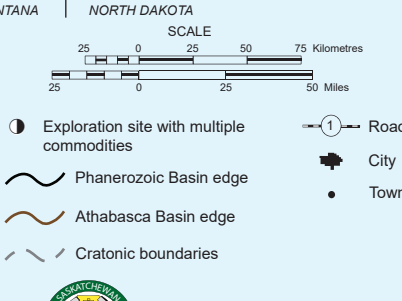 NTANA NORTH DAKOTA
SCALE
25 0 25 50 75 Kilometres
25 0 25 50 Miles
Exploration site with multiple
commodities
1 Road
City
Town
Phanerozoic Basin edge
Athabasca Basin edge
Cratonic boundaries
SASKATCHEWAN